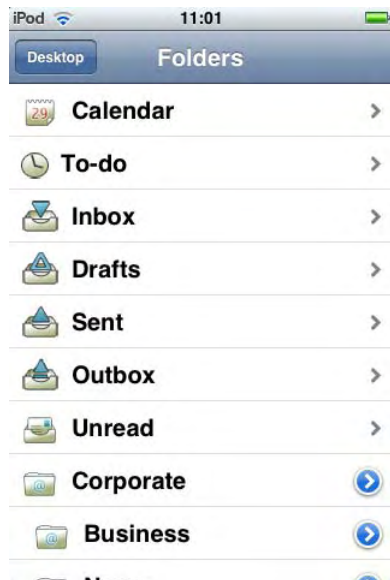 iPod 11:01
Desktop Folders
29 Calendar
To-do
Inbox
Drafts
Sent
Outbox
Unread
@ Corporate
@ Business